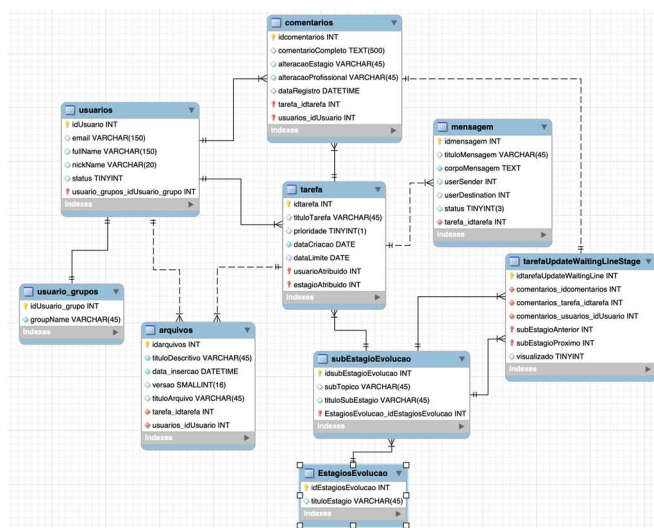 comentarios
idcomentarios INT
comentarioCompleto TEXT(500)
alteracaoEstagio VARCHAR(45)
alteracaoProfissional VARCHAR(45)
dataRegistro DATETIME
tarefa_idtarefa INT
usuarios_idUsuario INT
Indexes
usuarios
idUsuario INT
email VARCHAR(150)
fullName VARCHAR(150)
nickName VARCHAR(20)
status TINYINT
usuario_grupos_idUsuario_grupo INT
Indexes
mensagem
idmensagem INT
tituloMensagem VARCHAR(45)
corpoMensagem TEXT
userSender INT
userDestination INT
status TINYINT(3)
tarefa_idtarefa INT
Indexes
tarefa
idtarefa INT
tituloTarefa VARCHAR(45)
prioridade TINYINT(1)
dataCriacao DATE
dataLimite DATE
usuarioAtribuido INT
estagioAtribuido INT
Indexes
tarefaUpdateWaitingLineStage
idtarefaUpdateWaitingLine INT
comentarios_idcomentarios INT
comentarios_tarefa_idtarefa INT
comentarios_usuarios_idUsuario INT
subEstagioAnterior INT
subEstagioProximo INT
visualizado TINYINT
Indexes
usuario_grupos
idUsuario_grupo INT
groupName VARCHAR(45)
Indexes
arquivos
idarquivos INT
tituloDescritivo VARCHAR(45)
data_insercao DATETIME
versao SMALLINT(16)
tituloArquivo VARCHAR(45)
tarefa_idtarefa INT
usuarios_idUsuario INT
Indexes
subEstagioEvolucao
idsubEstagioEvolucao INT
subTopico VARCHAR(45)
tituloSubEstagio VARCHAR(45)
EstagiosEvolucao_idEstagiosEvolucao INT
Indexes
EstagiosEvolucao
idEstagiosEvolucao INT
tituloEstagio VARCHAR(45)
Indexes